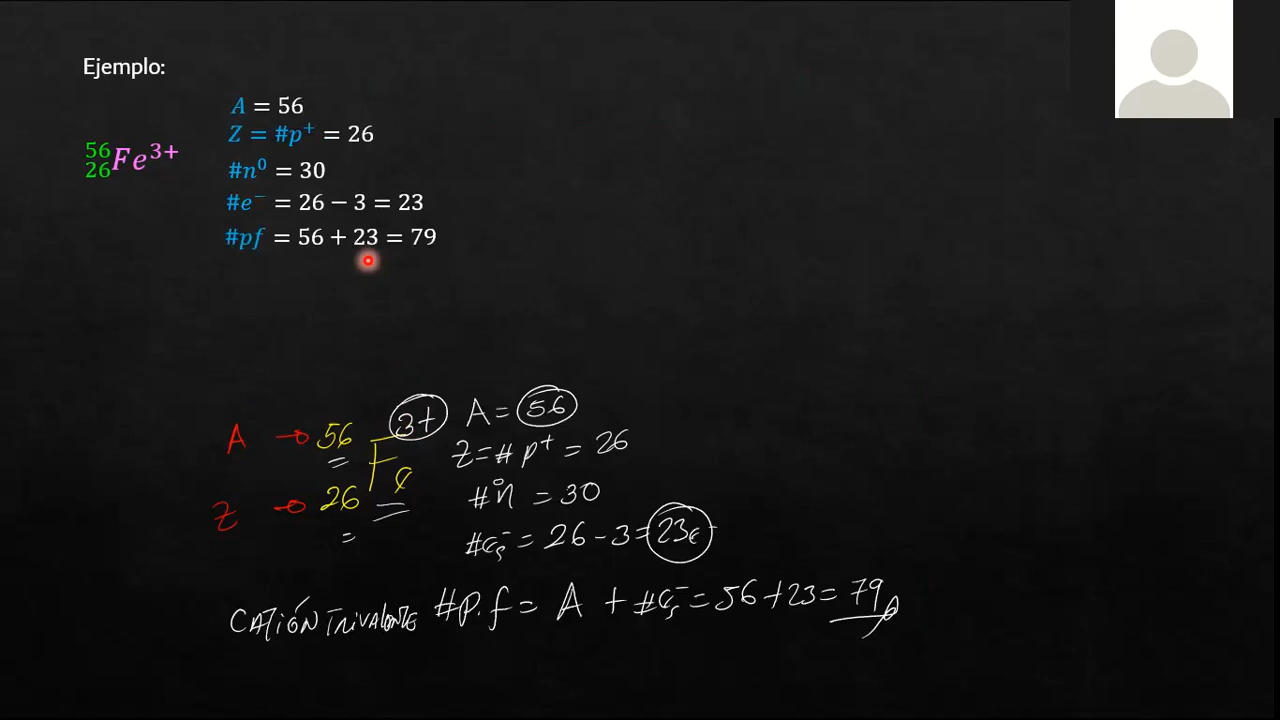 Ejemplo:
A = 56
Z = #p⁺ = 26
⁵⁶₂₆Fe³⁺
#n⁰ = 30
#e⁻ = 26 − 3 = 23
#pf = 56 + 23 = 79
A → 56 Fe 3+
Z → 26
A = 56
Z = # p⁺ = 26
#n° = 30
#e⁻ = 26 - 3 = 23e⁻
CATIÓN TRIVALENTE #p.f = A + #e⁻ = 56 + 23 = 79